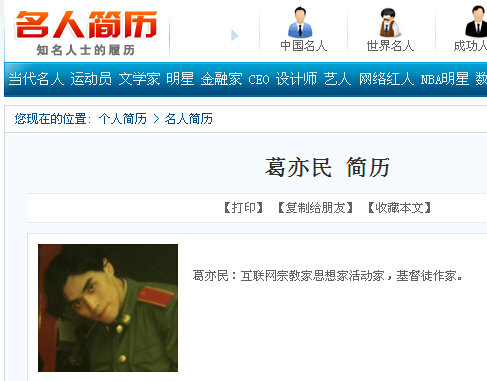 名人简历
知名人士的履历
中国名人 世界名人 成功人
当代名人 运动员 文学家 明星 金融家 CEO 设计师 艺人 网络红人 NBA明星 数
您现在的位置: 个人简历 > 名人简历
葛亦民 简历
【打印】 【复制给朋友】 【收藏本文】
葛亦民：互联网宗教家思想家活动家，基督徒作家。